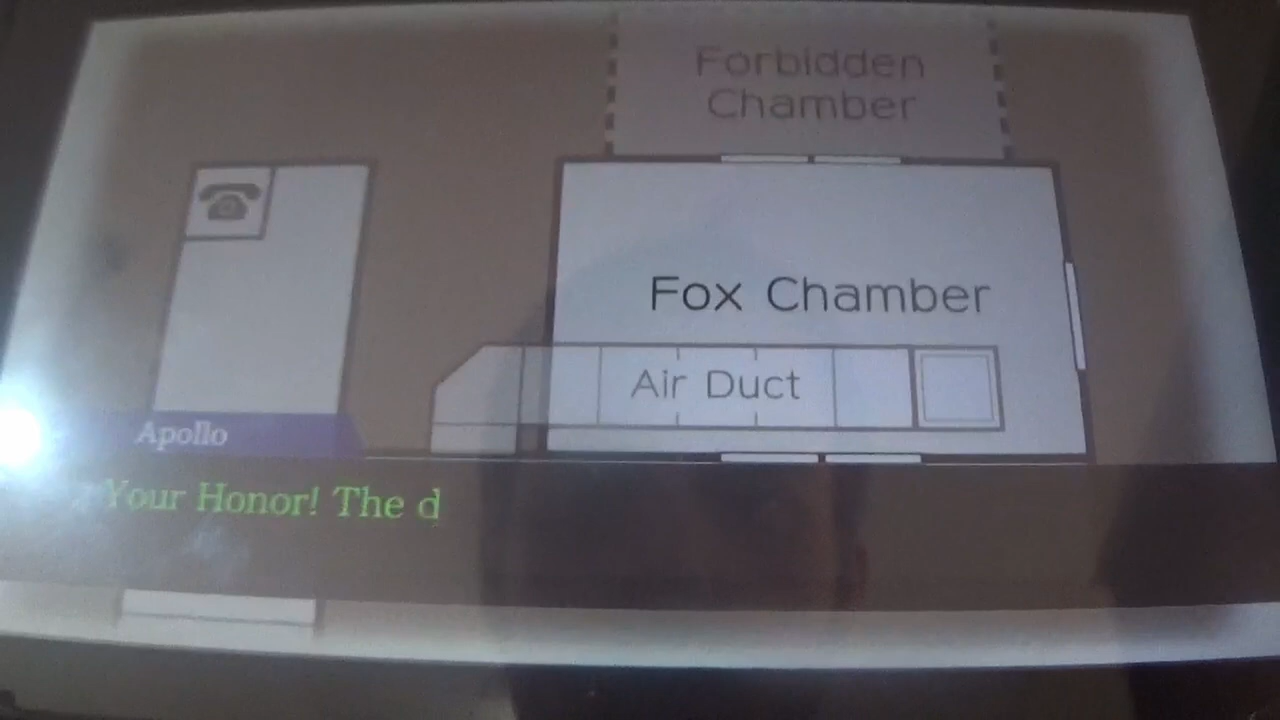 Forbidden
Chamber
Fox Chamber
Air Duct
Apollo
Your Honor! The d